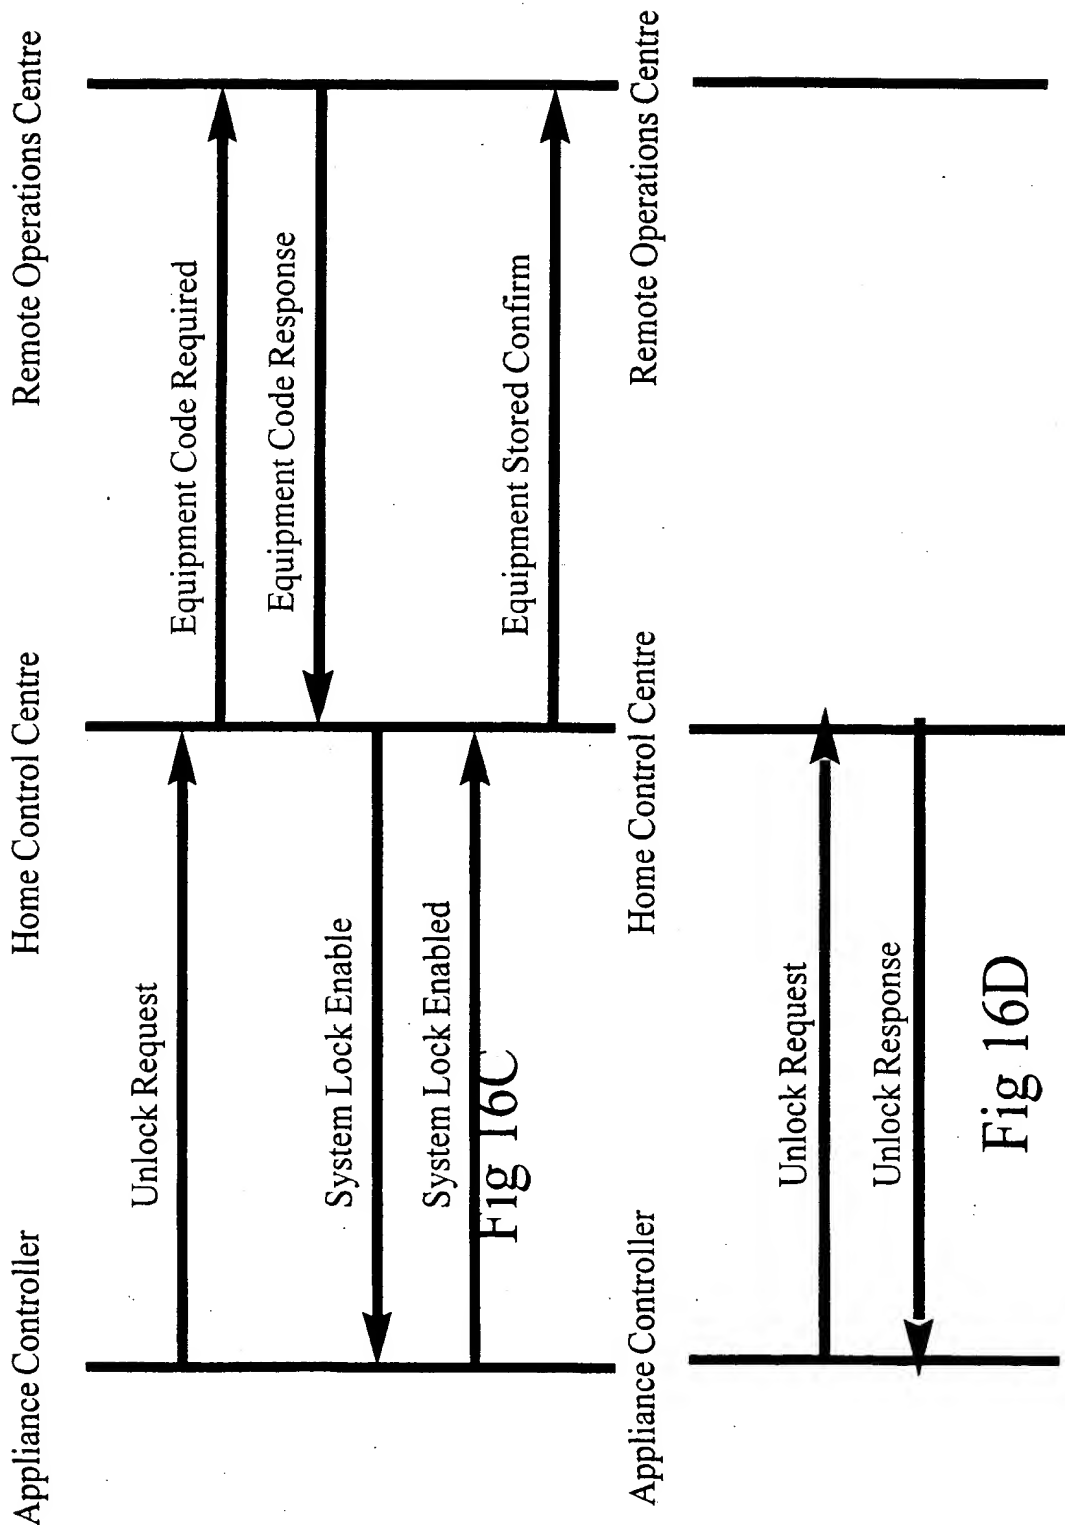 Appliance Controller
Home Control Centre
Remote Operations Centre
Unlock Request
Equipment Code Required
Equipment Code Response
System Lock Enable
System Lock Enabled
Equipment Stored Confirm
Fig 16C
Appliance Controller
Home Control Centre
Remote Operations Centre
Unlock Request
Unlock Response
Fig 16D